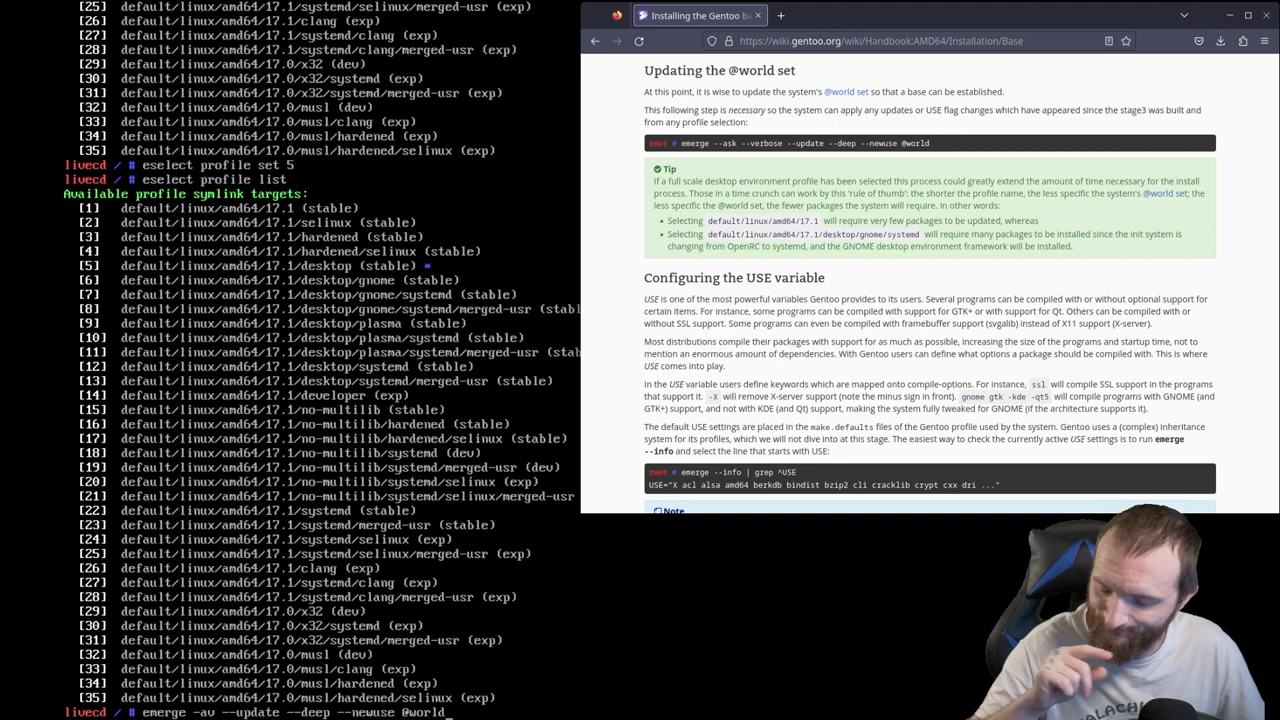 [25] default/linux/amd64/17.1/systemd/selinux/merged-usr (exp)
[26] default/linux/amd64/17.1/clang (exp)
[27] default/linux/amd64/17.1/systemd/clang (exp)
[28] default/linux/amd64/17.1/systemd/clang/merged-usr (exp)
[29] default/linux/amd64/17.0/x32 (dev)
[30] default/linux/amd64/17.0/x32/systemd (exp)
[31] default/linux/amd64/17.0/x32/systemd/merged-usr (exp)
[32] default/linux/amd64/17.0/musl (dev)
[33] default/linux/amd64/17.0/musl/clang (exp)
[34] default/linux/amd64/17.0/musl/hardened (exp)
[35] default/linux/amd64/17.0/musl/hardened/selinux (exp)
livecd / # eselect profile set 5
livecd / # eselect profile list
Available profile symlink targets:
[1] default/linux/amd64/17.1 (stable)
[2] default/linux/amd64/17.1/selinux (stable)
[3] default/linux/amd64/17.1/hardened (stable)
[4] default/linux/amd64/17.1/hardened/selinux (stable)
[5] default/linux/amd64/17.1/desktop (stable) *
[6] default/linux/amd64/17.1/desktop/gnome (stable)
[7] default/linux/amd64/17.1/desktop/gnome/systemd (stable)
[8] default/linux/amd64/17.1/desktop/gnome/systemd/merged-usr (stable
[9] default/linux/amd64/17.1/desktop/plasma (stable)
[10] default/linux/amd64/17.1/desktop/plasma/systemd (stable)
[11] default/linux/amd64/17.1/desktop/plasma/systemd/merged-usr (stab
[12] default/linux/amd64/17.1/desktop/systemd (stable)
[13] default/linux/amd64/17.1/desktop/systemd/merged-usr (stable)
[14] default/linux/amd64/17.1/developer (exp)
[15] default/linux/amd64/17.1/no-multilib (stable)
[16] default/linux/amd64/17.1/no-multilib/hardened (stable)
[17] default/linux/amd64/17.1/no-multilib/hardened/selinux (stable)
[18] default/linux/amd64/17.1/no-multilib/systemd (dev)
[19] default/linux/amd64/17.1/no-multilib/systemd/merged-usr (dev)
[20] default/linux/amd64/17.1/no-multilib/systemd/selinux (exp)
[21] default/linux/amd64/17.1/no-multilib/systemd/selinux/merged-usr
[22] default/linux/amd64/17.1/systemd (stable)
[23] default/linux/amd64/17.1/systemd/merged-usr (stable)
[24] default/linux/amd64/17.1/systemd/selinux (exp)
[25] default/linux/amd64/17.1/systemd/selinux/merged-usr (exp)
[26] default/linux/amd64/17.1/clang (exp)
[27] default/linux/amd64/17.1/systemd/clang (exp)
[28] default/linux/amd64/17.1/systemd/clang/merged-usr (exp)
[29] default/linux/amd64/17.0/x32 (dev)
[30] default/linux/amd64/17.0/x32/systemd (exp)
[31] default/linux/amd64/17.0/x32/systemd/merged-usr (exp)
[32] default/linux/amd64/17.0/musl (dev)
[33] default/linux/amd64/17.0/musl/clang (exp)
[34] default/linux/amd64/17.0/musl/hardened (exp)
[35] default/linux/amd64/17.0/musl/hardened/selinux (exp)
livecd / # emerge -av --update --deep --newuse @world_
Installing the Gentoo ba
https://wiki.gentoo.org/wiki/Handbook:AMD64/Installation/Base
Updating the @world set
At this point, it is wise to update the system's @world set so that a base can be established.
This following step is necessary so the system can apply any updates or USE flag changes which have appeared since the stage3 was built and
from any profile selection:
root # emerge --ask --verbose --update --deep --newuse @world
Tip
If a full scale desktop environment profile has been selected this process could greatly extend the amount of time necessary for the install
process. Those in a time crunch can work by this 'rule of thumb': the shorter the profile name, the less specific the system's @world set; the
less specific the @world set, the fewer packages the system will require. In other words:
• Selecting default/linux/amd64/17.1 will require very few packages to be updated, whereas
• Selecting default/linux/amd64/17.1/desktop/gnome/systemd will require many packages to be installed since the init system is
changing from OpenRC to systemd, and the GNOME desktop environment framework will be installed.
Configuring the USE variable
USE is one of the most powerful variables Gentoo provides to its users. Several programs can be compiled with or without optional support for
certain items. For instance, some programs can be compiled with support for GTK+ or with support for Qt. Others can be compiled with or
without SSL support. Some programs can even be compiled with framebuffer support (svgalib) instead of X11 support (X-server).
Most distributions compile their packages with support for as much as possible, increasing the size of the programs and startup time, not to
mention an enormous amount of dependencies. With Gentoo users can define what options a package should be compiled with. This is where
USE comes into play.
In the USE variable users define keywords which are mapped onto compile-options. For instance, ssl will compile SSL support in the programs
that support it. -X will remove X-server support (note the minus sign in front). gnome gtk -kde -qt5 will compile programs with GNOME (and
GTK+) support, and not with KDE (and Qt) support, making the system fully tweaked for GNOME (if the architecture supports it).
The default USE settings are placed in the make.defaults files of the Gentoo profile used by the system. Gentoo uses a (complex) inheritance
system for its profiles, which we will not dive into at this stage. The easiest way to check the currently active USE settings is to run emerge
--info and select the line that starts with USE:
root # emerge --info | grep ^USE
USE="X acl alsa amd64 berkdb bindist bzip2 cli cracklib crypt cxx dri ..."
Note